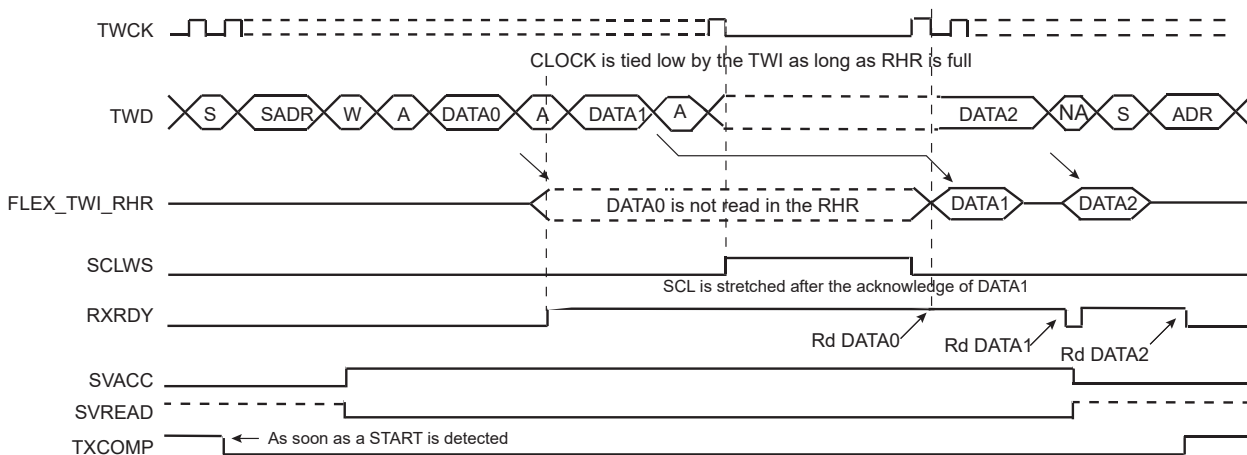 TWCK
CLOCK is tied low by the TWI as long as RHR is full
TWD S SADR W A DATA0 A DATA1 A DATA2 NA S ADR
FLEX_TWI_RHR DATA0 is not read in the RHR DATA1 DATA2
SCLWS
SCL is stretched after the acknowledge of DATA1
RXRDY
Rd DATA0 Rd DATA1 Rd DATA2
SVACC
SVREAD
TXCOMP As soon as a START is detected